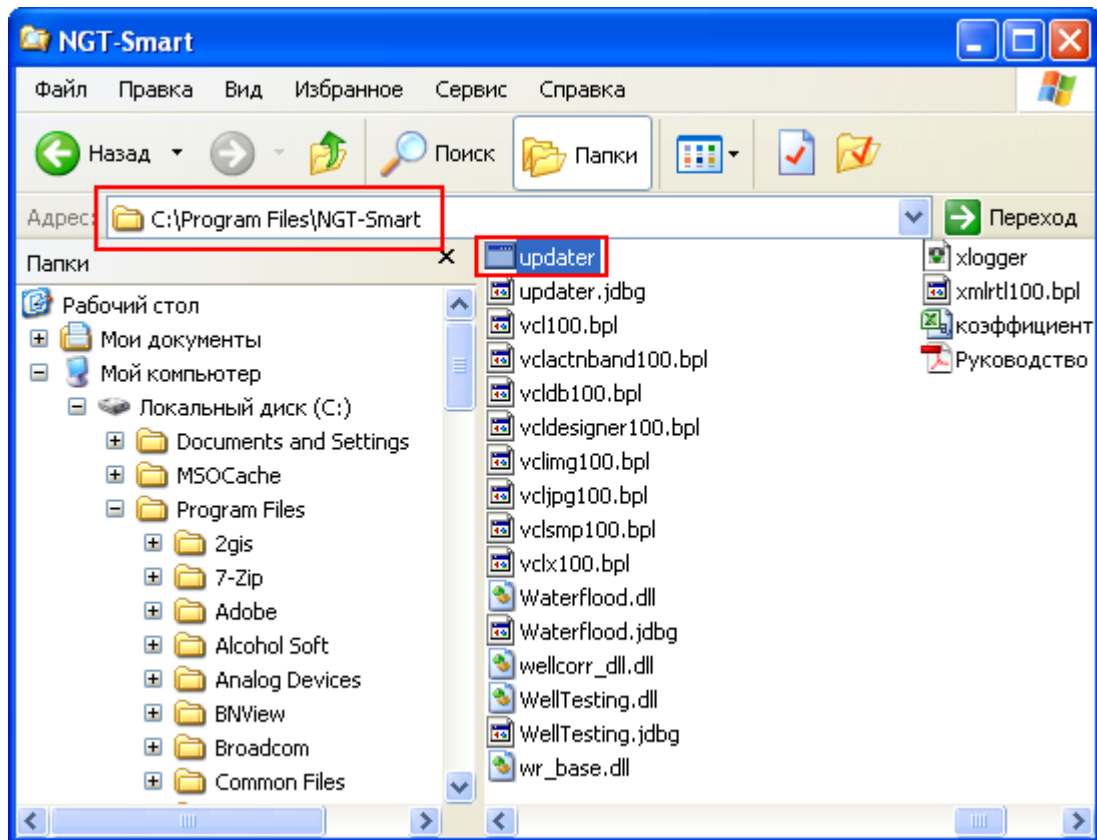 NGT-Smart
Файл Правка Вид Избранное Сервис Справка
Назад Поиск Папки
Адрес: C:\Program Files\NGT-Smart Переход
Папки
Рабочий стол
Мои документы
Мой компьютер
Локальный диск (C:)
Documents and Settings
MSOCache
Program Files
2gis
7-Zip
Adobe
Alcohol Soft
Analog Devices
BNView
Broadcom
Common Files
updater
updater.jdbg
vcl100.bpl
vclactnband100.bpl
vcldb100.bpl
vcldesigner100.bpl
vclimg100.bpl
vcljpg100.bpl
vclsmp100.bpl
vclx100.bpl
Waterflood.dll
Waterflood.jdbg
wellcorr_dll.dll
WellTesting.dll
WellTesting.jdbg
wr_base.dll
xlogger
xmlrtl100.bpl
коэффициент
Руководство